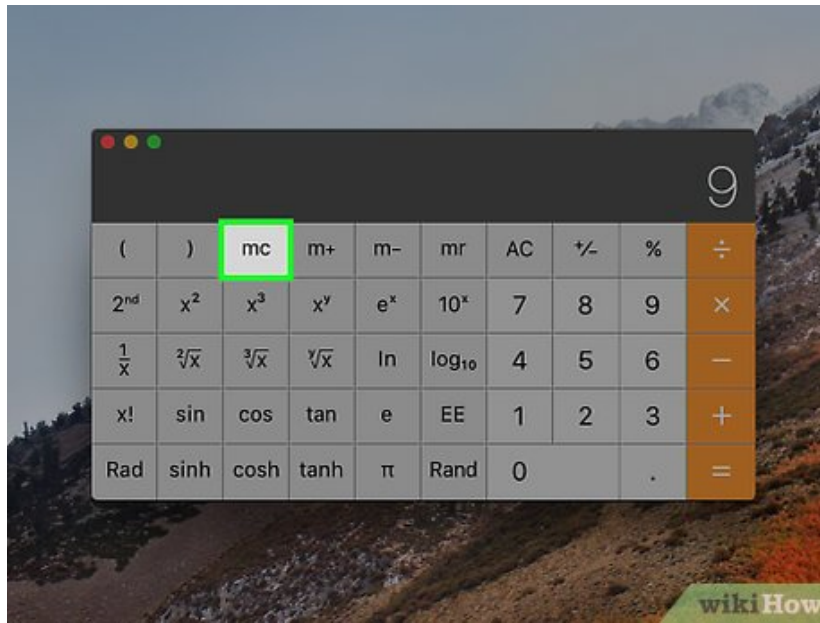 9
( ) mc m+ m- mr AC +/- % ÷
2nd x² x³ xʸ eˣ 10ˣ 7 8 9 ×
1/x ²√x ³√x ʸ√x ln log₁₀ 4 5 6 −
x! sin cos tan e EE 1 2 3 +
Rad sinh cosh tanh π Rand 0 . =
wikiHow